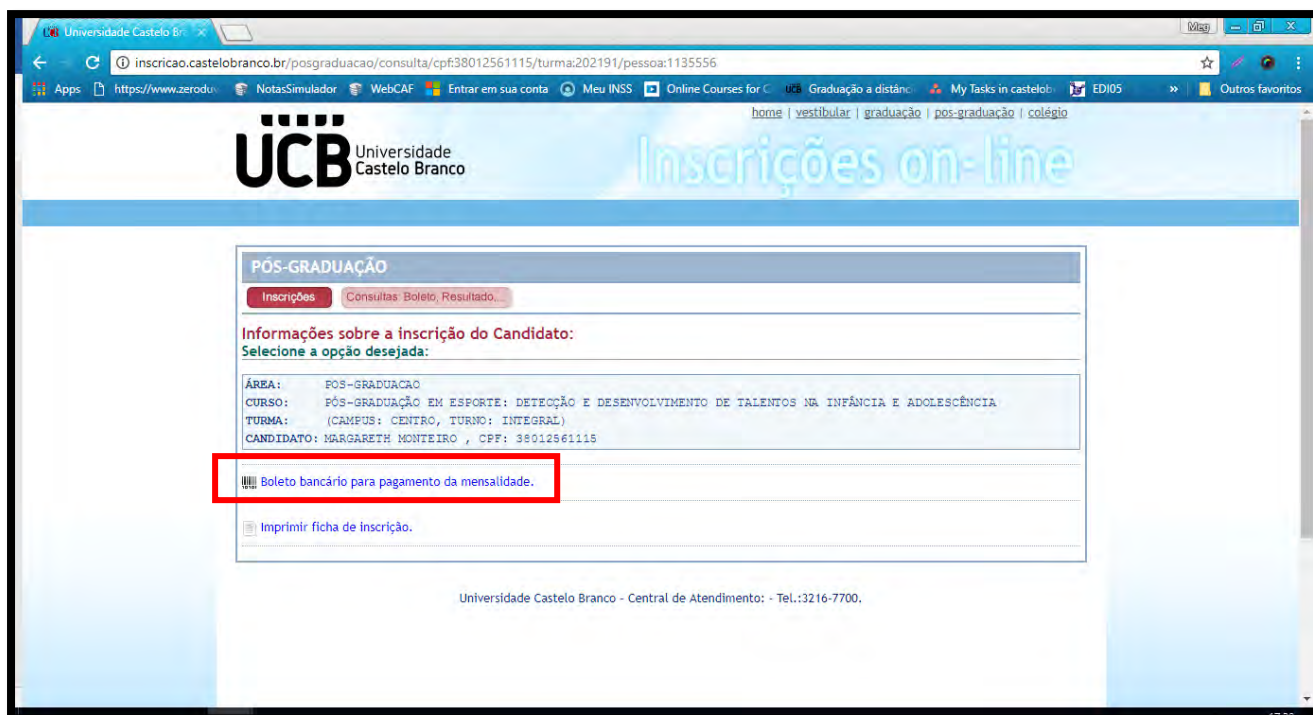 Universidade Castelo Br
Meg
inscricao.castelobranco.br/posgraduacao/consulta/cpf:38012561115/turma:202191/pessoa:1135556
Apps https://www.zerodu NotasSimulador WebCAF Entrar em sua conta Meu INSS Online Courses for C UCB Graduação a distânc My Tasks in castelob EDI05 » Outros favoritos
home | vestibular | graduação | pos-graduação | colégio
UCB Universidade
Castelo Branco
Inscrições on-line
PÓS-GRADUAÇÃO
Inscrições Consultas: Boleto, Resultado,...
Informações sobre a inscrição do Candidato:
Selecione a opção desejada:
ÁREA: POS-GRADUACAO
CURSO: PÓS-GRADUAÇÃO EM ESPORTE: DETECÇÃO E DESENVOLVIMENTO DE TALENTOS NA INFÂNCIA E ADOLESCÊNCIA
TURMA: (CAMPUS: CENTRO, TURNO: INTEGRAL)
CANDIDATO: MARGARETH MONTEIRO , CPF: 38012561115
Boleto bancário para pagamento da mensalidade.
Imprimir ficha de inscrição.
Universidade Castelo Branco - Central de Atendimento: - Tel.:3216-7700.